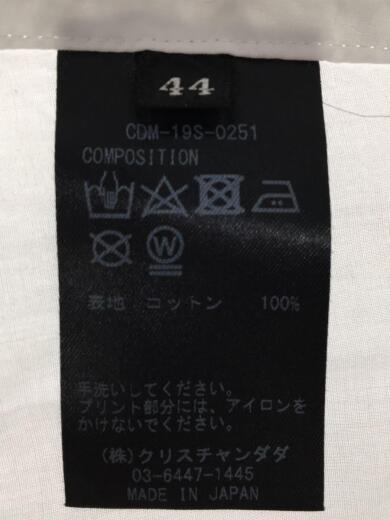 44
CDM-19S-0251
COMPOSITION
W
表地 コットン 100%
手洗いしてください。
プリント部分には、アイロンを
かけないでください。
(株)クリスチャンダダ
03-6447-1445
MADE IN JAPAN